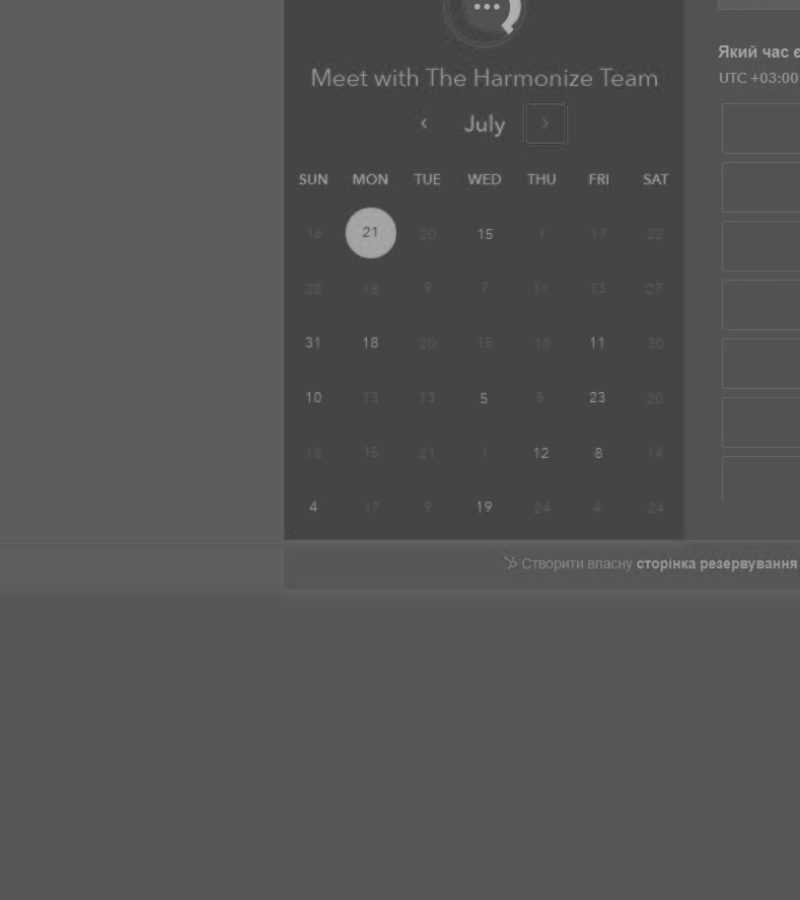 Meet with The Harmonize Team
‹ July ›
SUN MON TUE WED THU FRI SAT
16 21 20 15 1 17 22
28 18 9 7 11 13 27
31 18 20 15 10 11 30
10 13 13 5 5 23 20
18 15 21 1 12 8 14
4 17 9 19 24 4 24
Який час є
UTC +03:00
Створити власну сторінка резервування